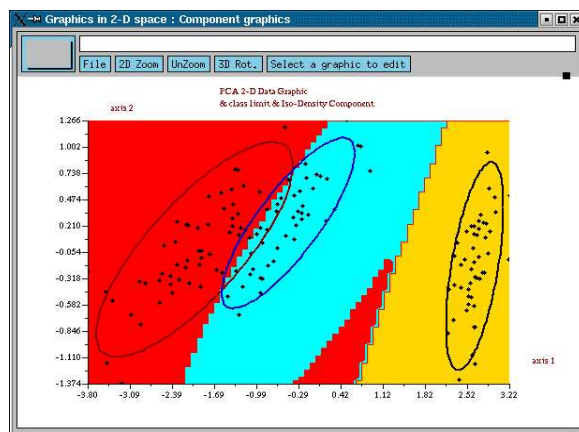 Graphics in 2-D space : Component graphics
File 2D Zoom UnZoom 3D Rot. Select a graphic to edit
PCA 2-D Data Graphic
& class limit & Iso-Density Component
axis 2
1.266
1.002
0.738
0.474
0.210
-0.054
-0.318
-0.582
-0.846
-1.110
-1.374
axis 1
-3.80 -3.09 -2.39 -1.69 -0.99 -0.29 0.42 1.12 1.82 2.52 3.22